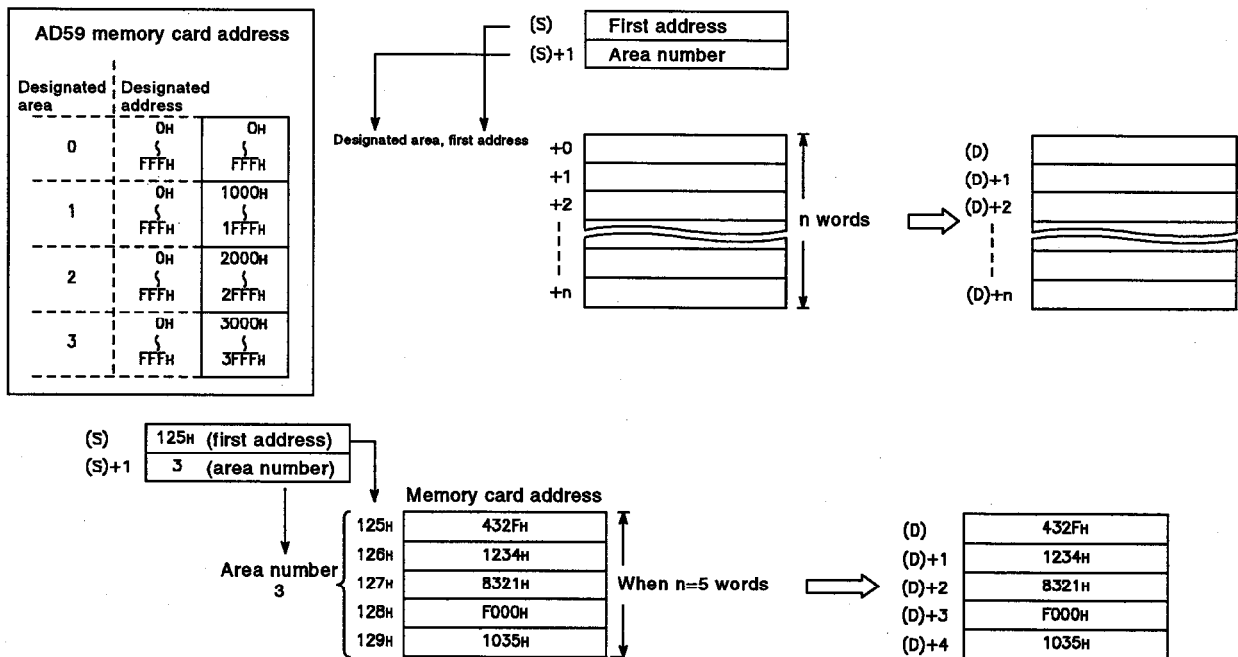 AD59 memory card address
Designated area
Designated address
0
0H
FFFH
0H
FFFH
1
0H
FFFH
1000H
1FFFH
2
0H
FFFH
2000H
2FFFH
3
0H
FFFH
3000H
3FFFH
(S) First address
(S)+1 Area number
Designated area, first address
+0
+1
+2
+n
n words
(D)
(D)+1
(D)+2
(D)+n
(S) 125H (first address)
(S)+1 3 (area number)
Memory card address
Area number
3
125H 432FH
126H 1234H
127H 8321H
128H F000H
129H 1035H
When n=5 words
(D) 432FH
(D)+1 1234H
(D)+2 8321H
(D)+3 F000H
(D)+4 1035H